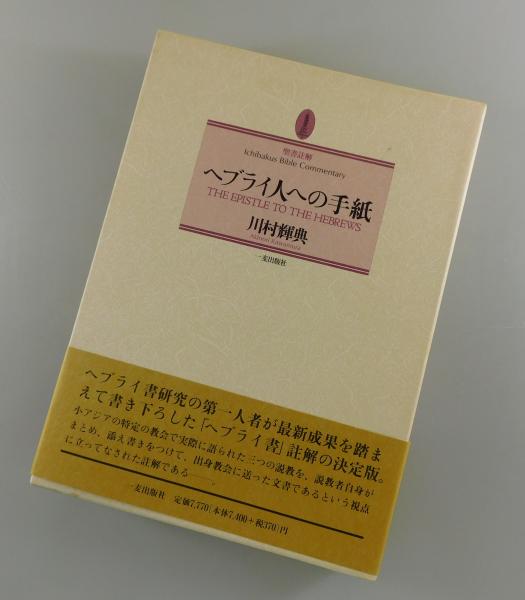 聖書註解
Ichibakus Bible Commentary
ヘブライ人への手紙
THE EPISTLE TO THE HEBREWS
川村輝典
Akinori Kawamura
一麦出版社
ヘブライ書研究の第一人者が最新成果を踏ま
えて書き下ろした「ヘブライ書」註解の決定版。
小アジアの特定の教会で実際に語られた三つの説教を、説教者自身が
まとめ、添え書きをつけて、出身教会に送った文書であるという視点
に立ってなされた註解である──。
一麦出版社 定価7,770[本体7,400+税370]円